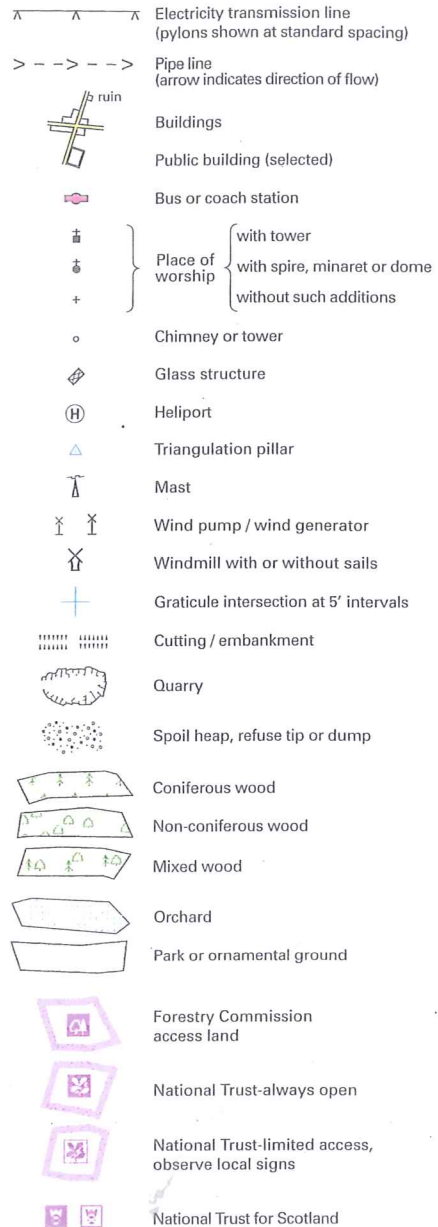 Electricity transmission line
(pylons shown at standard spacing)
Pipe line
(arrow indicates direction of flow)
ruin
Buildings
Public building (selected)
Bus or coach station
Place of
worship
with tower
with spire, minaret or dome
without such additions
Chimney or tower
Glass structure
H
Heliport
Triangulation pillar
Mast
Wind pump / wind generator
Windmill with or without sails
Graticule intersection at 5′ intervals
Cutting / embankment
Quarry
Spoil heap, refuse tip or dump
Coniferous wood
Non-coniferous wood
Mixed wood
Orchard
Park or ornamental ground
Forestry Commission
access land
National Trust-always open
National Trust-limited access,
observe local signs
National Trust for Scotland